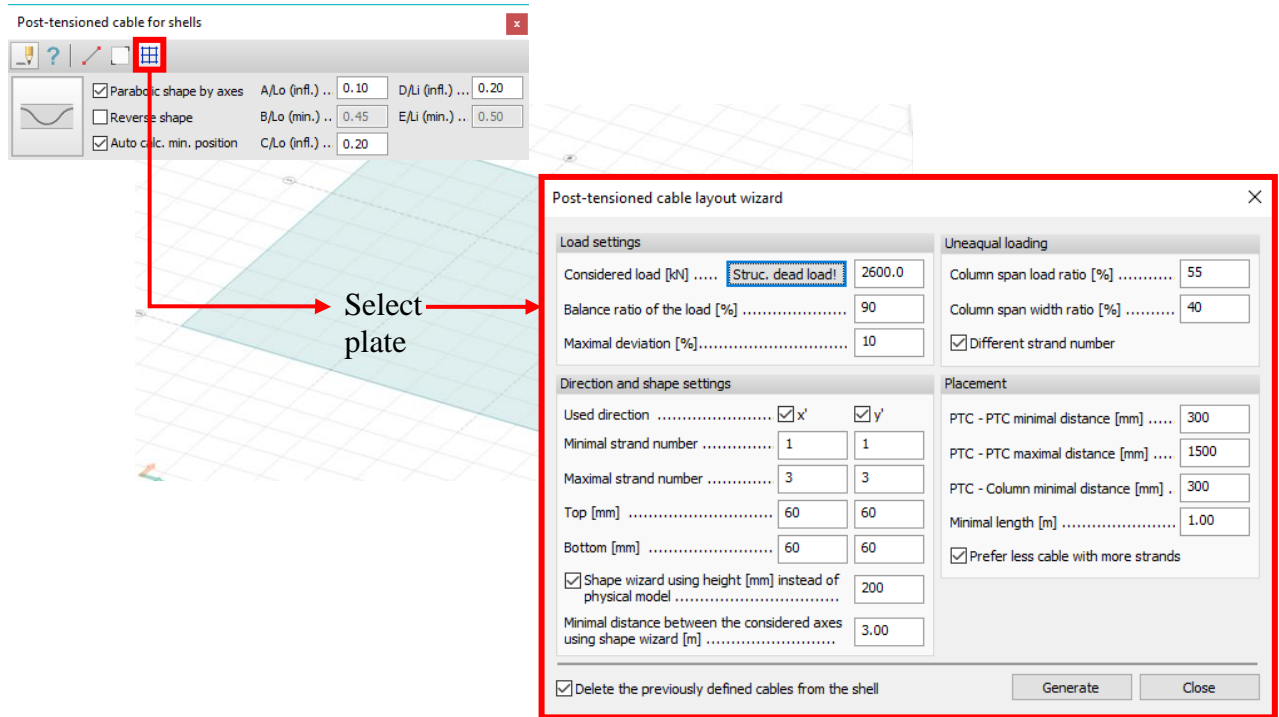 Post-tensioned cable for shells
x
?
Parabolic shape by axes A/Lo (infl.) .. 0.10 D/Li (infl.) ... 0.20
Reverse shape B/Lo (min.) .. 0.45 E/Li (min.) .. 0.50
Auto calc. min. position C/Lo (infl.) .. 0.20
Select
plate
Post-tensioned cable layout wizard
Load settings
Considered load [kN] ..... Struc. dead load! 2600.0
Balance ratio of the load [%] ..................... 90
Maximal deviation [%].............................. 10
Uneaqual loading
Column span load ratio [%] ........... 55
Column span width ratio [%] .......... 40
Different strand number
Direction and shape settings
Used direction ....................... x' y'
Minimal strand number .............. 1 1
Maximal strand number ............. 3 3
Top [mm] ............................. 60 60
Bottom [mm] ......................... 60 60
Shape wizard using height [mm] instead of
physical model ................................. 200
Minimal distance between the considered axes
using shape wizard [m] .......................... 3.00
Placement
PTC - PTC minimal distance [mm] ..... 300
PTC - PTC maximal distance [mm] .... 1500
PTC - Column minimal distance [mm] . 300
Minimal length [m] ....................... 1.00
Prefer less cable with more strands
Delete the previously defined cables from the shell
Generate Close